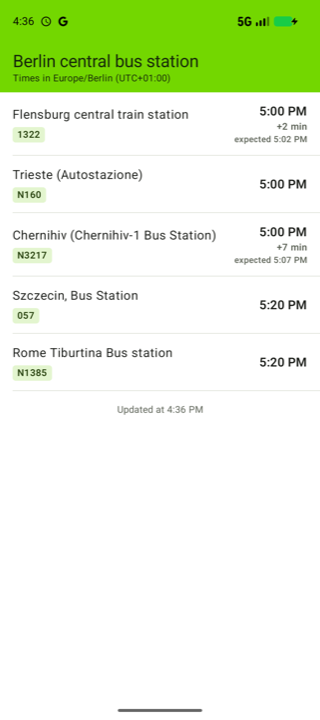 4:36 G 5G
Berlin central bus station
Times in Europe/Berlin (UTC+01:00)
Flensburg central train station 5:00 PM
1322 +2 min
expected 5:02 PM
Trieste (Autostazione) 5:00 PM
N160
Chernihiv (Chernihiv-1 Bus Station) 5:00 PM
N3217 +7 min
expected 5:07 PM
Szczecin, Bus Station 5:20 PM
057
Rome Tiburtina Bus station 5:20 PM
N1385
Updated at 4:36 PM